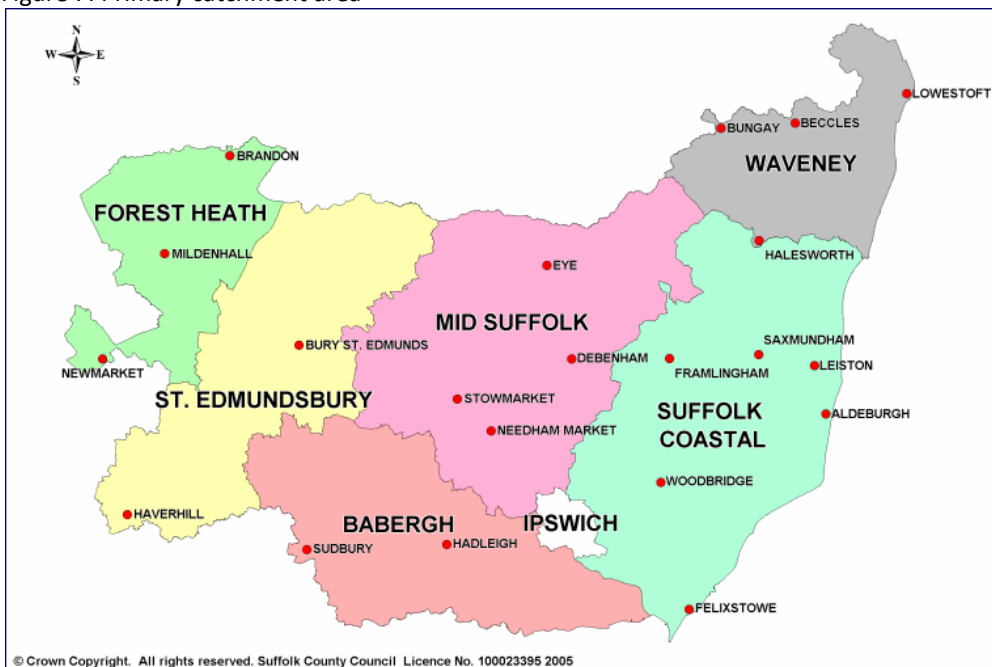 Figure 7: Primary catchment area
N
W E
S
LOWESTOFT
BUNGAY
BECCLES
WAVENEY
BRANDON
FOREST HEATH
MILDENHALL
HALESWORTH
EYE
MID SUFFOLK
BURY ST. EDMUNDS
DEBENHAM
SAXMUNDHAM
NEWMARKET
FRAMLINGHAM
LEISTON
ST. EDMUNDSBURY
STOWMARKET
SUFFOLK
COASTAL
ALDEBURGH
NEEDHAM MARKET
WOODBRIDGE
HAVERHILL
BABERGH
IPSWICH
SUDBURY
HADLEIGH
FELIXSTOWE
© Crown Copyright. All rights reserved. Suffolk County Council Licence No. 100023395 2005